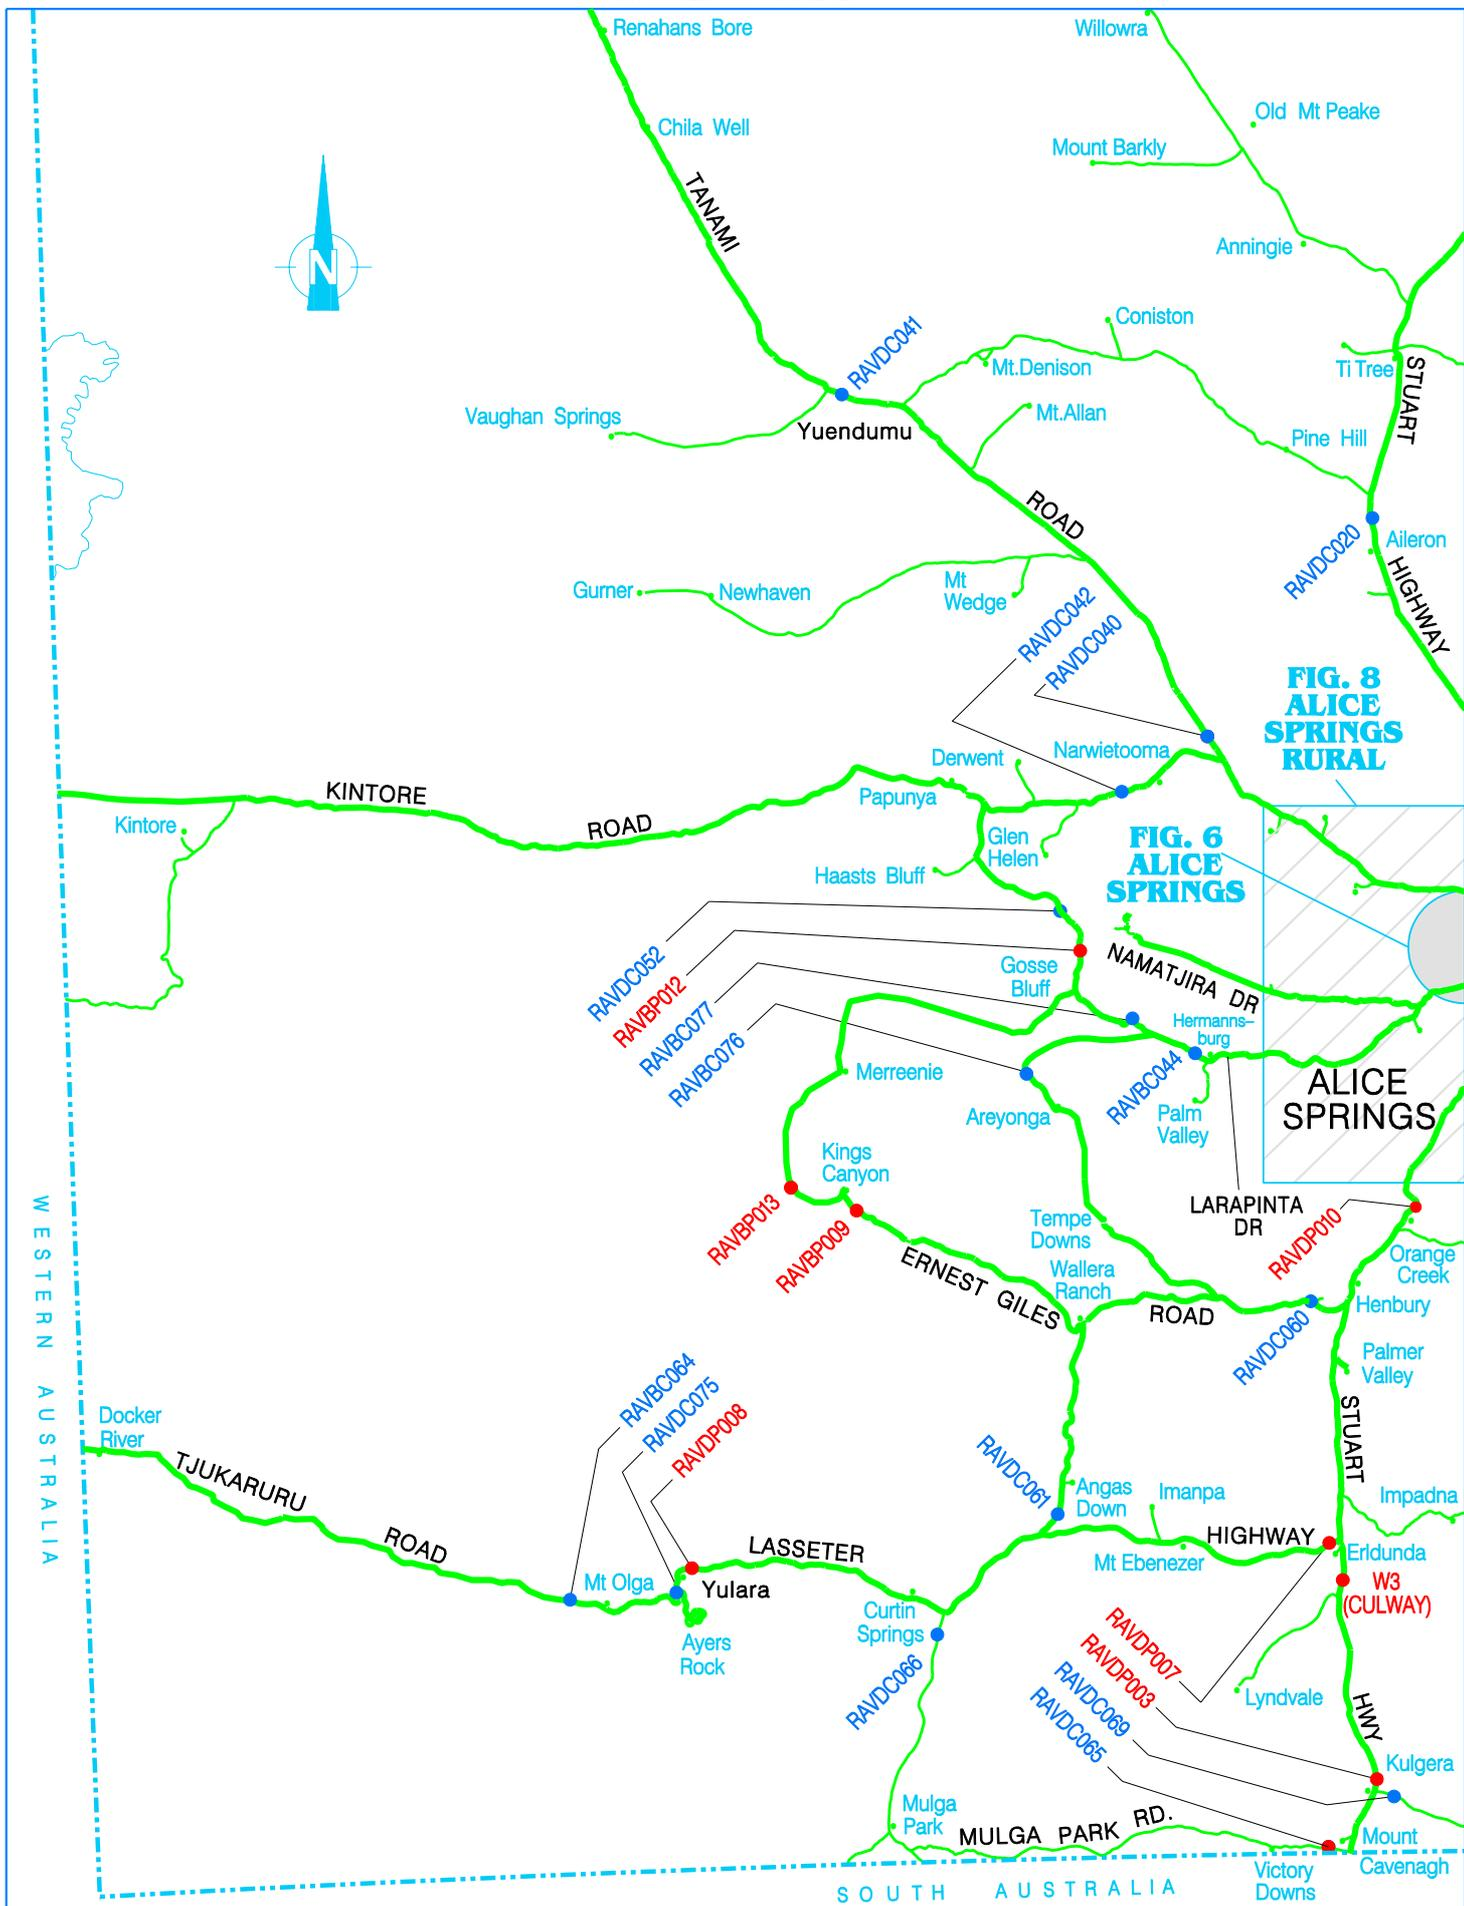 Renahans Bore
Willowra
Old Mt Peake
Chila Well
Mount Barkly
TANAMI
Anningie
N
Coniston
RAVDC041
Mt.Denison
Ti Tree
STUART
Vaughan Springs
Mt.Allan
Yuendumu
Pine Hill
ROAD
Aileron
RAVDC020
HIGHWAY
Gurner
Newhaven
Mt
Wedge
RAVDC042
RAVDC040
FIG. 8
ALICE
SPRINGS
RURAL
Narwietooma
Derwent
KINTORE
Papunya
Kintore
ROAD
Glen
Helen
FIG. 6
ALICE
SPRINGS
Haasts Bluff
RAVDC052
RAVBP012
RAVBC077
RAVBC076
Gosse
Bluff
NAMATJIRA DR
Hermanns-
burg
Merreenie
RAVBC044
ALICE
SPRINGS
Areyonga
Palm
Valley
Kings
Canyon
RAVBP013
RAVBP009
LARAPINTA
DR
RAVDP010
Tempe
Downs
Orange
Creek
ERNEST GILES
Wallera
Ranch
ROAD
Henbury
RAVDC060
Palmer
Valley
WESTERN AUSTRALIA
RAVBC064
RAVDC075
RAVDP008
Docker
River
STUART
TJUKARURU
RAVDC061
Angas
Down
Imanpa
Impadna
ROAD
LASSETER
HIGHWAY
Mt Ebenezer
Erldunda
Mt Olga
Yulara
W3
(CULWAY)
Curtin
Springs
Ayers
Rock
RAVDC066
RAVDP007
RAVDP003
RAVDC069
RAVDC065
Lyndvale
HWY
Kulgera
Mulga
Park
MULGA PARK RD.
Mount
Cavenagh
Victory
Downs
SOUTH AUSTRALIA